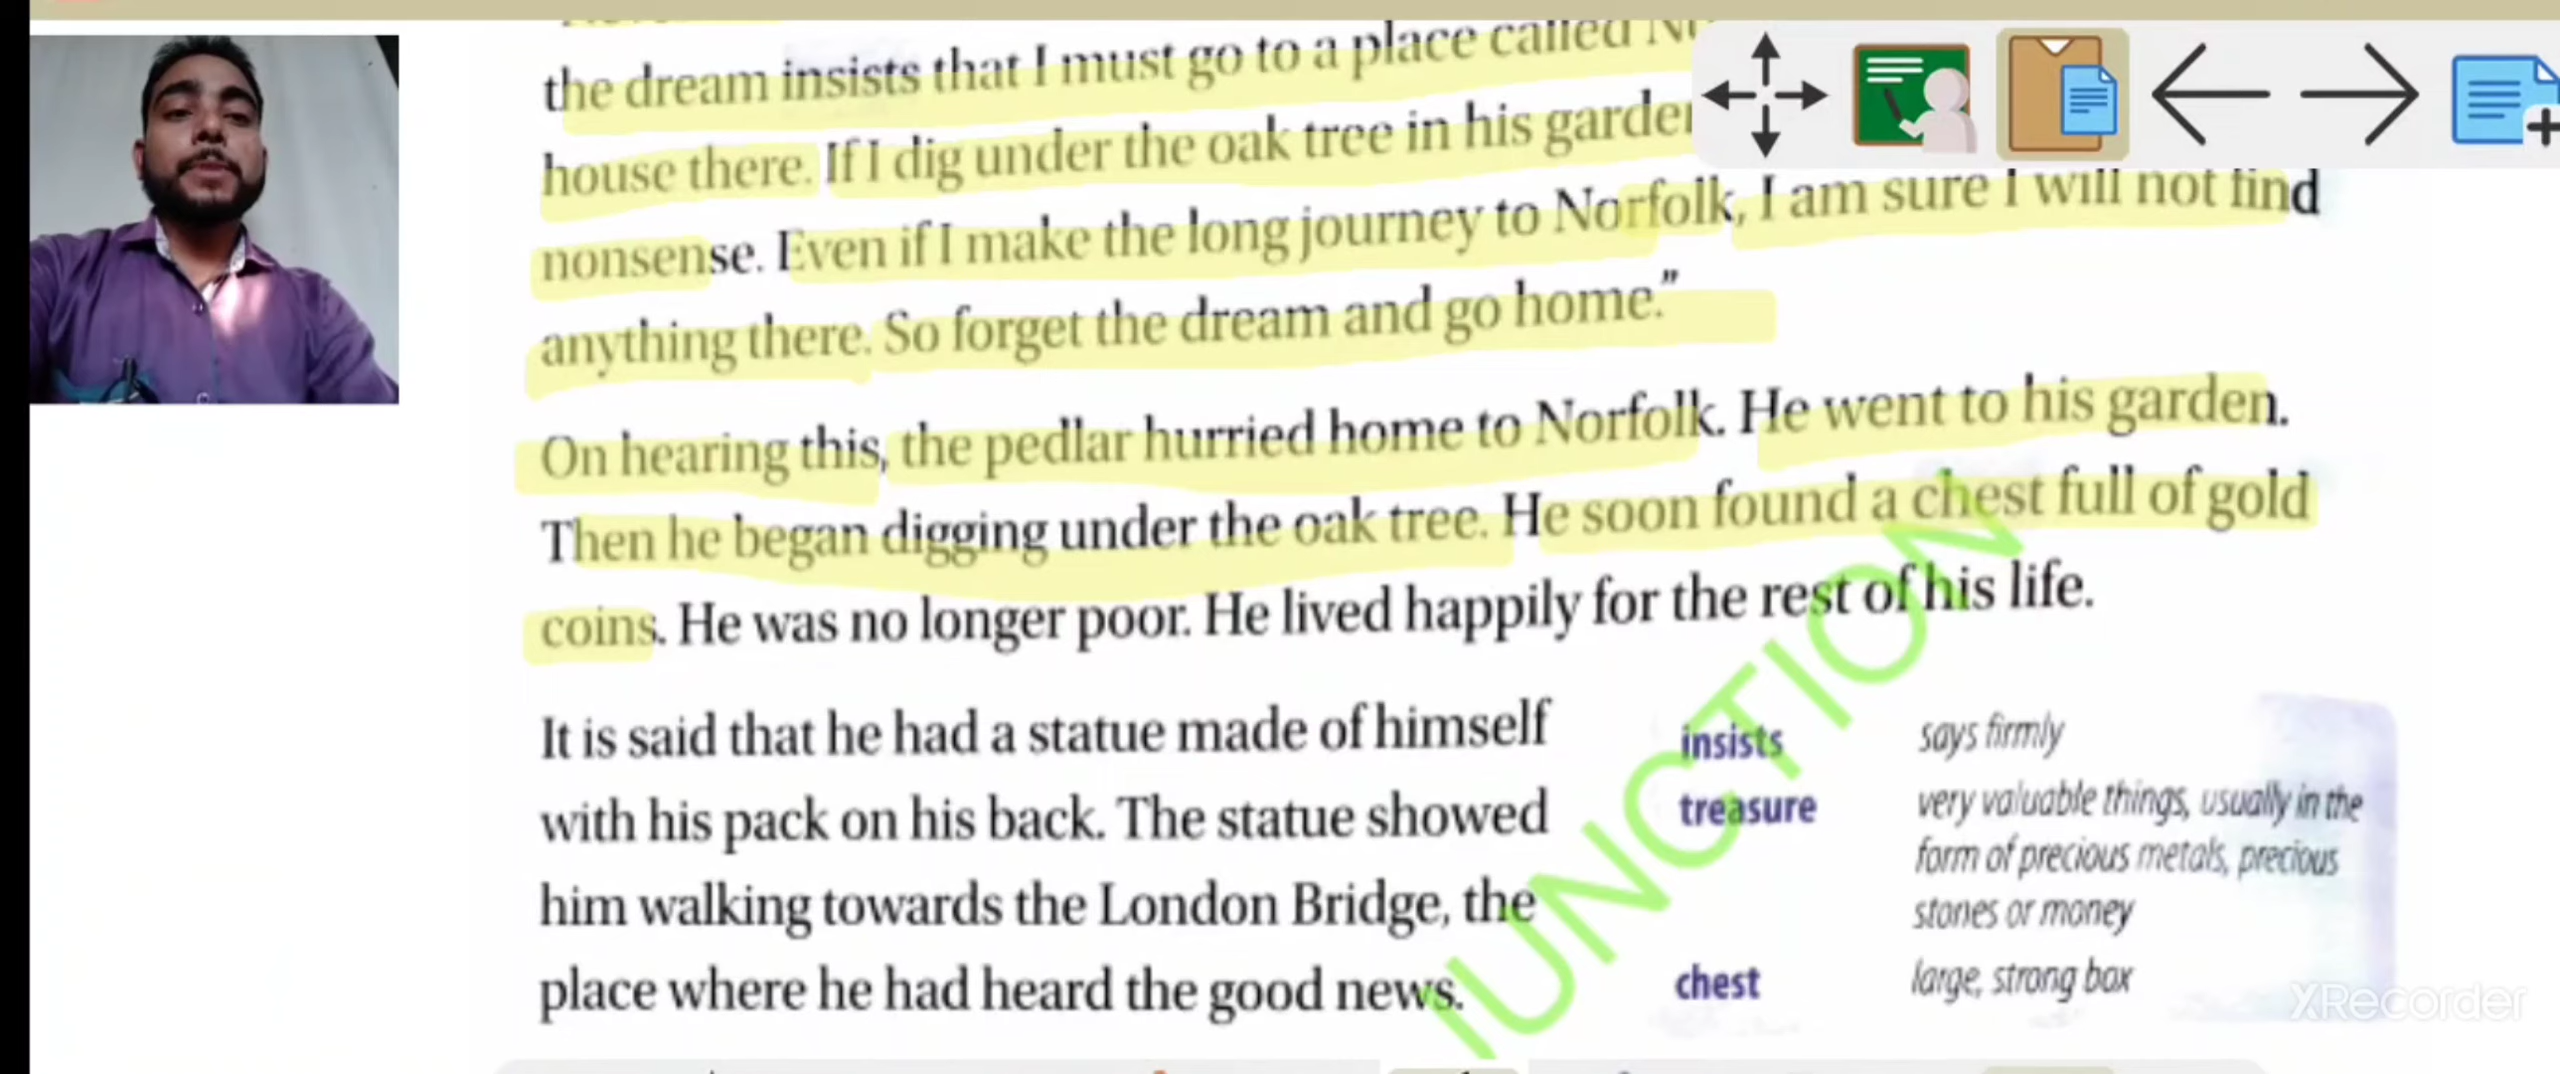 the dream insists that I must go to a place called
house there. If I dig under the oak tree in his garden
nonsense. Even if I make the long journey to Norfolk, I am sure I will not find
anything there. So forget the dream and go home."
On hearing this, the pedlar hurried home to Norfolk. He went to his garden.
Then he began digging under the oak tree. He soon found a chest full of gold
coins. He was no longer poor. He lived happily for the rest of his life.
It is said that he had a statue made of himself
with his pack on his back. The statue showed
him walking towards the London Bridge, the
place where he had heard the good news.
insists says firmly
treasure very valuable things, usually in the
form of precious metals, precious
stones or money
chest large, strong box
JUNCTION
XRecorder